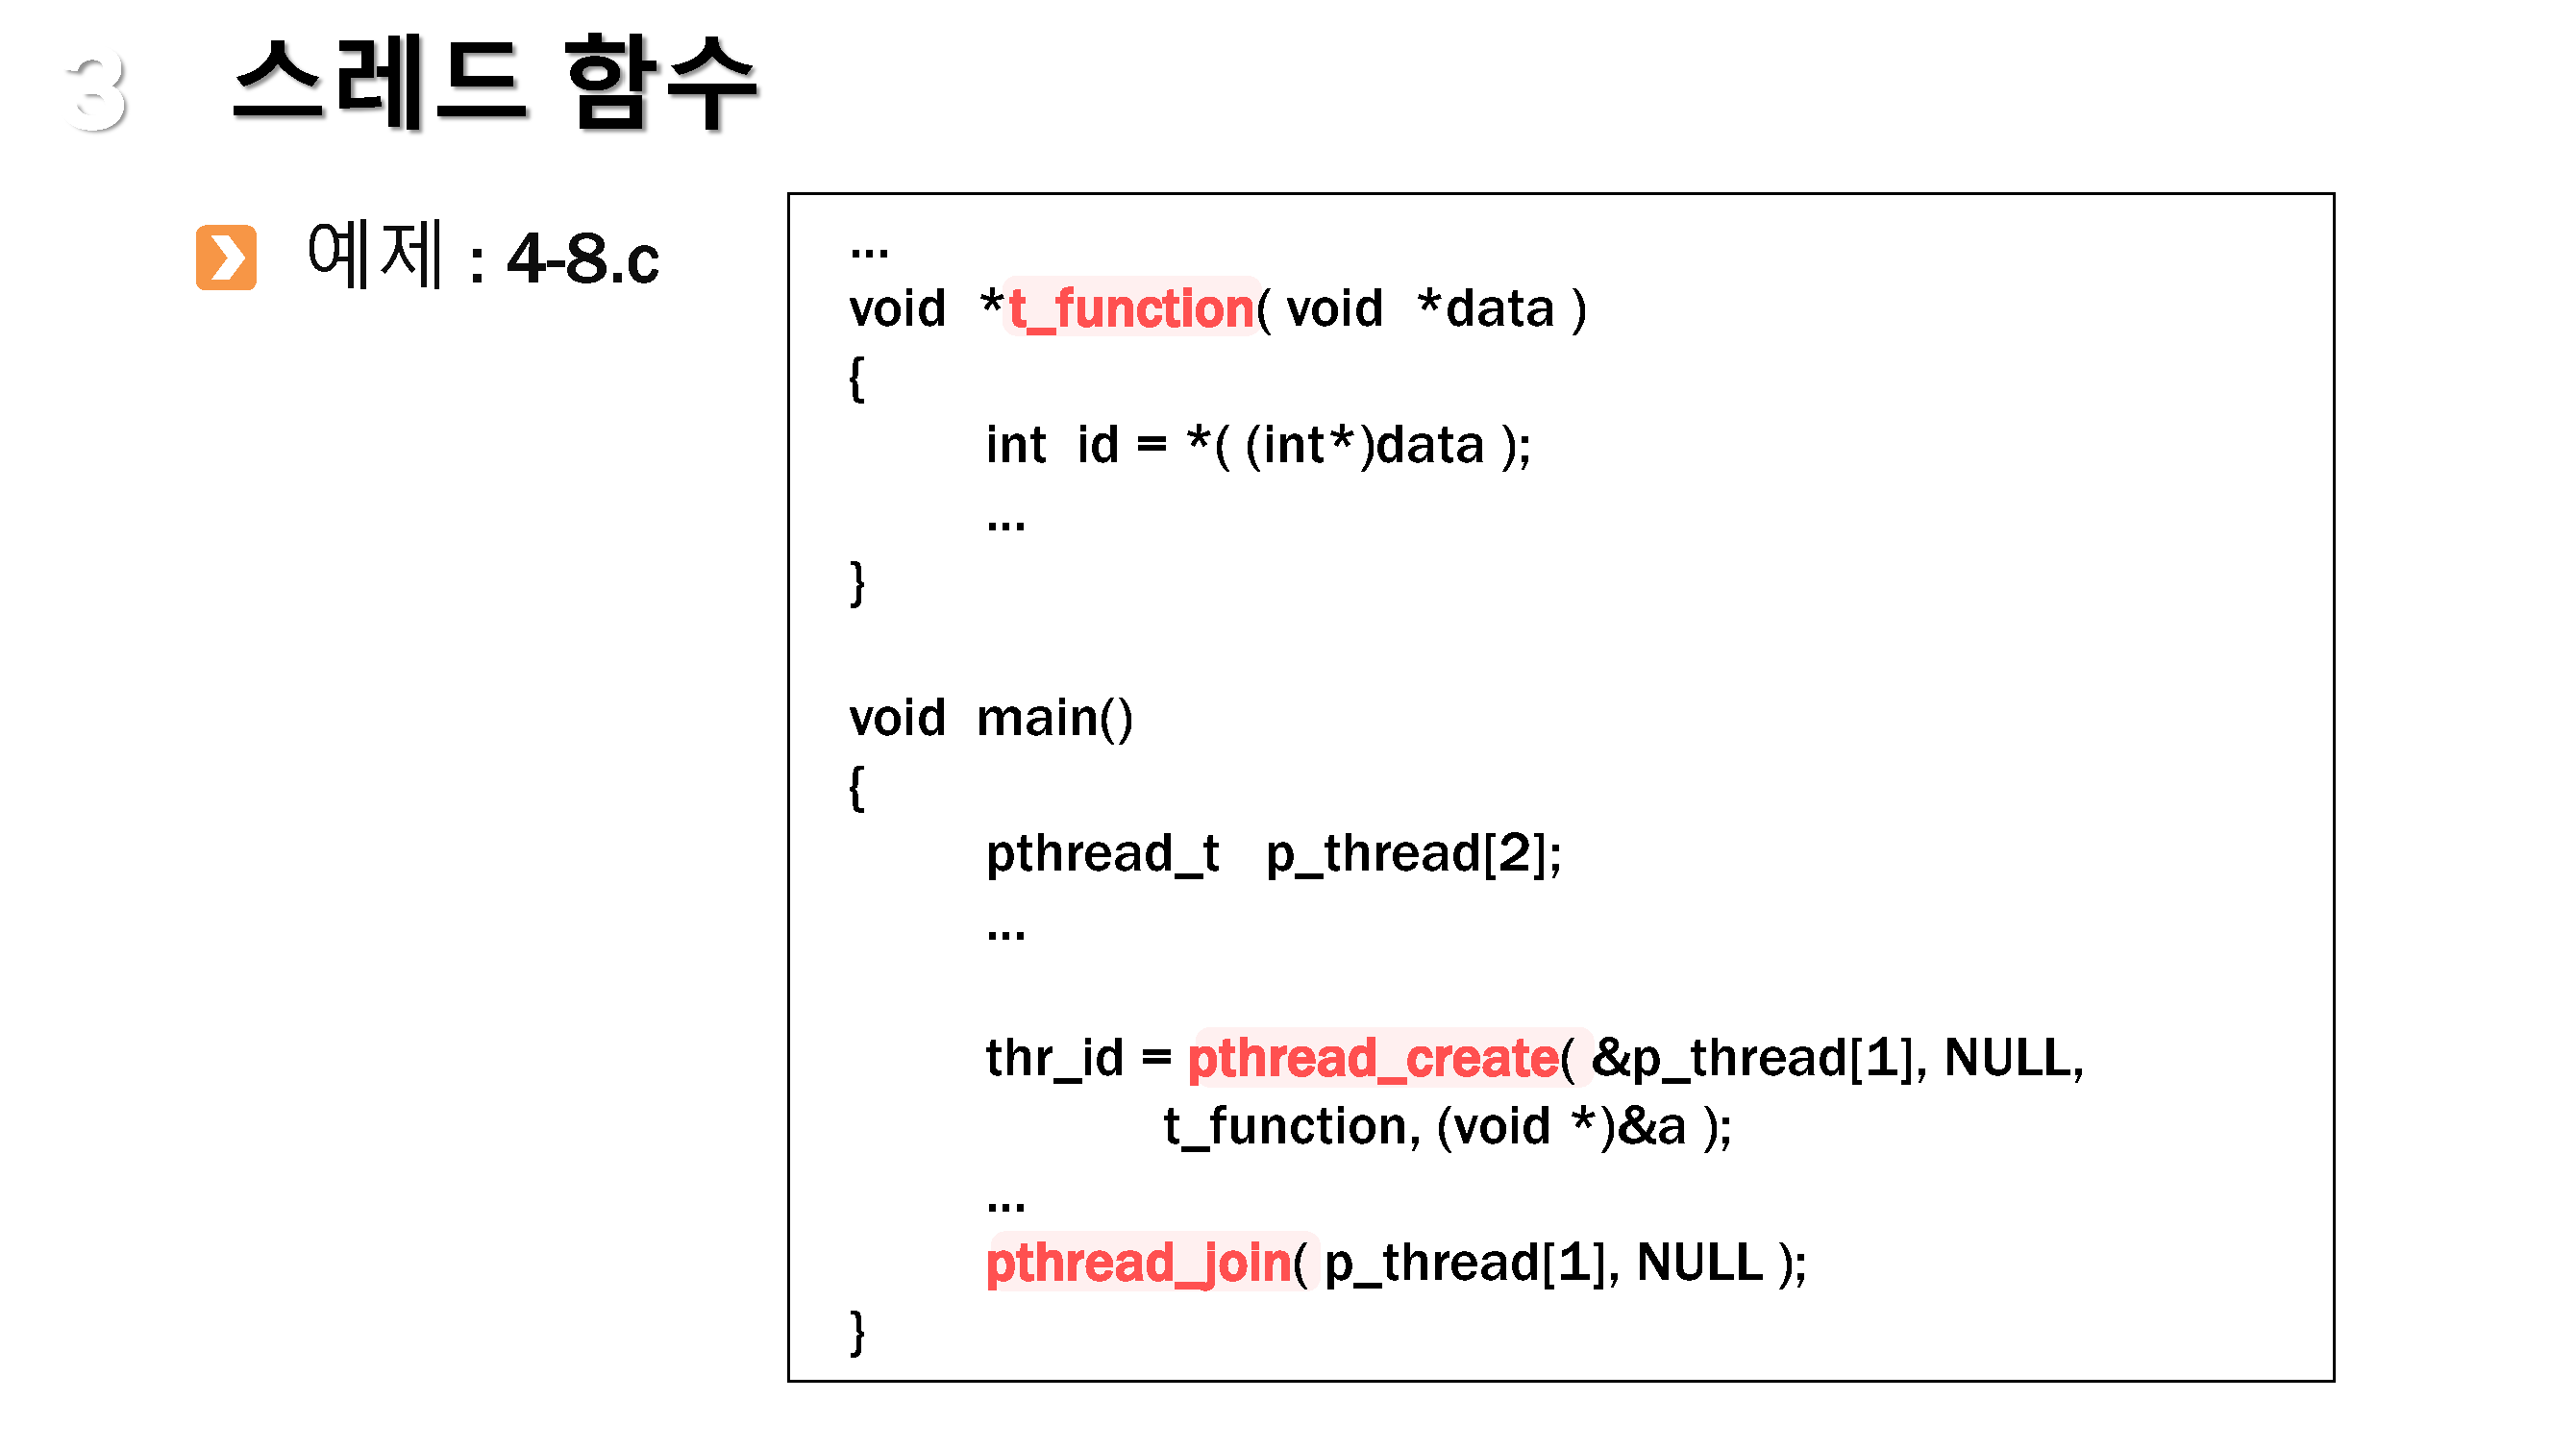 3 스레드 함수
예제 : 4-8.c
...
void *t_function( void *data )
{
int id = *( (int*)data );
...
}
void main()
{
pthread_t p_thread[2];
...
thr_id = pthread_create( &p_thread[1], NULL,
t_function, (void *)&a );
...
pthread_join( p_thread[1], NULL );
}